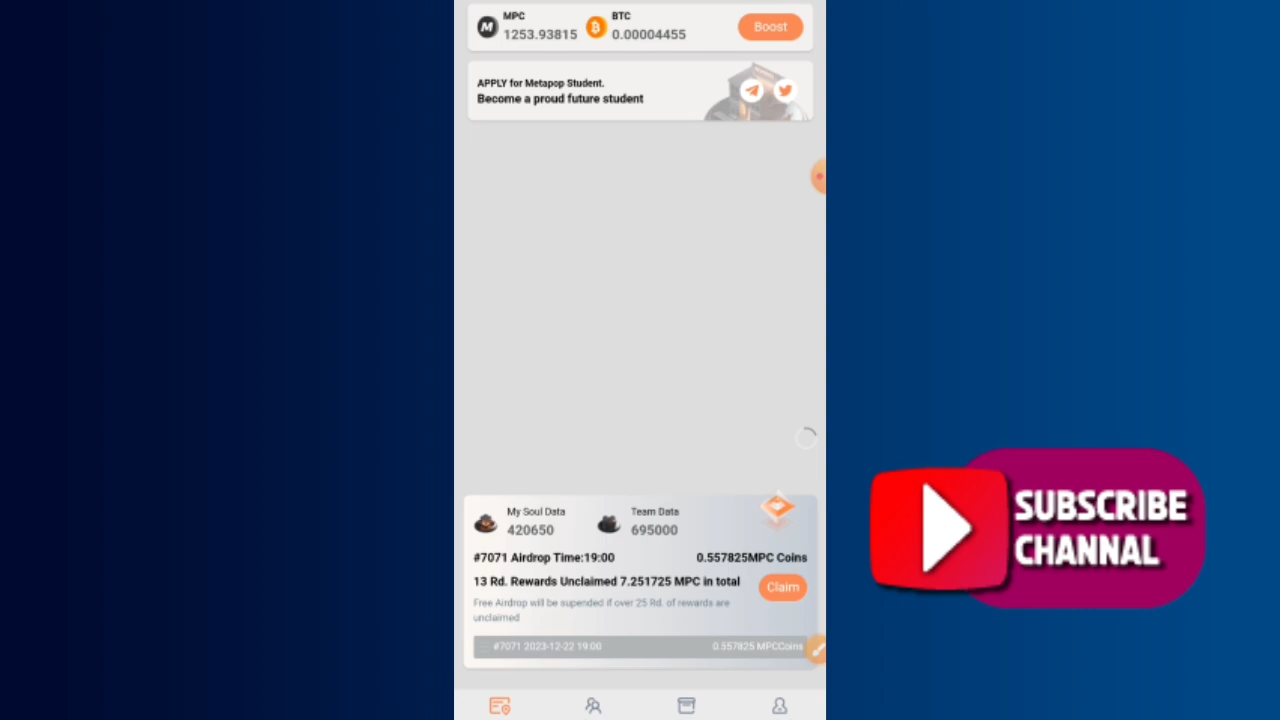 MPC
1253.93815
BTC
0.00004455
Boost
APPLY for Metapop Student.
Become a proud future student
My Soul Data
420650
Team Data
695000
#7071 Airdrop Time:19:00
0.557825MPC Coins
13 Rd. Rewards Unclaimed 7.251725 MPC in total
Claim
Free Airdrop will be supended if over 25 Rd. of rewards are
unclaimed
#7071 2023-12-22 19:00
0.557825 MPCCoins
SUBSCRIBE
CHANNAL